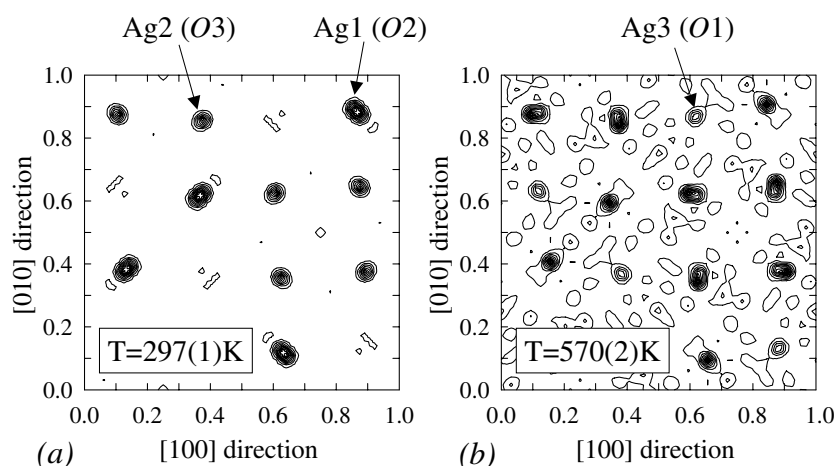 Ag2 (O3) Ag1 (O2) Ag3 (O1)
1.0 1.0
0.8 0.8
0.6 0.6
[010] direction [010] direction
0.4 0.4
0.2 0.2
T=297(1)K T=570(2)K
0.0 0.0
0.0 0.2 0.4 0.6 0.8 1.0 0.0 0.2 0.4 0.6 0.8 1.0
(a) [100] direction (b) [100] direction